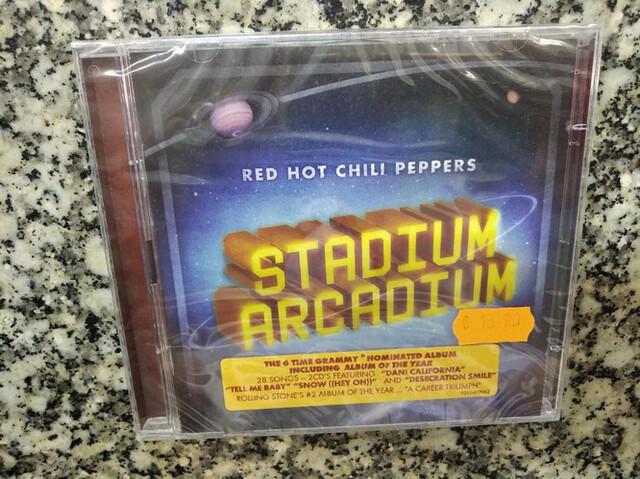 RED HOT CHILI PEPPERS
STADIUM
ARCADIUM
THE 6 TIME GRAMMY® NOMINATED ALBUM
INCLUDING ALBUM OF THE YEAR
28 SONGS – 2CD'S FEATURING "DANI CALIFORNIA"
"TELL ME BABY" "SNOW ((HEY OH))" AND "DESECRATION SMILE"
ROLLING STONE'S #2 ALBUM OF THE YEAR ... "A CAREER TRIUMPH"